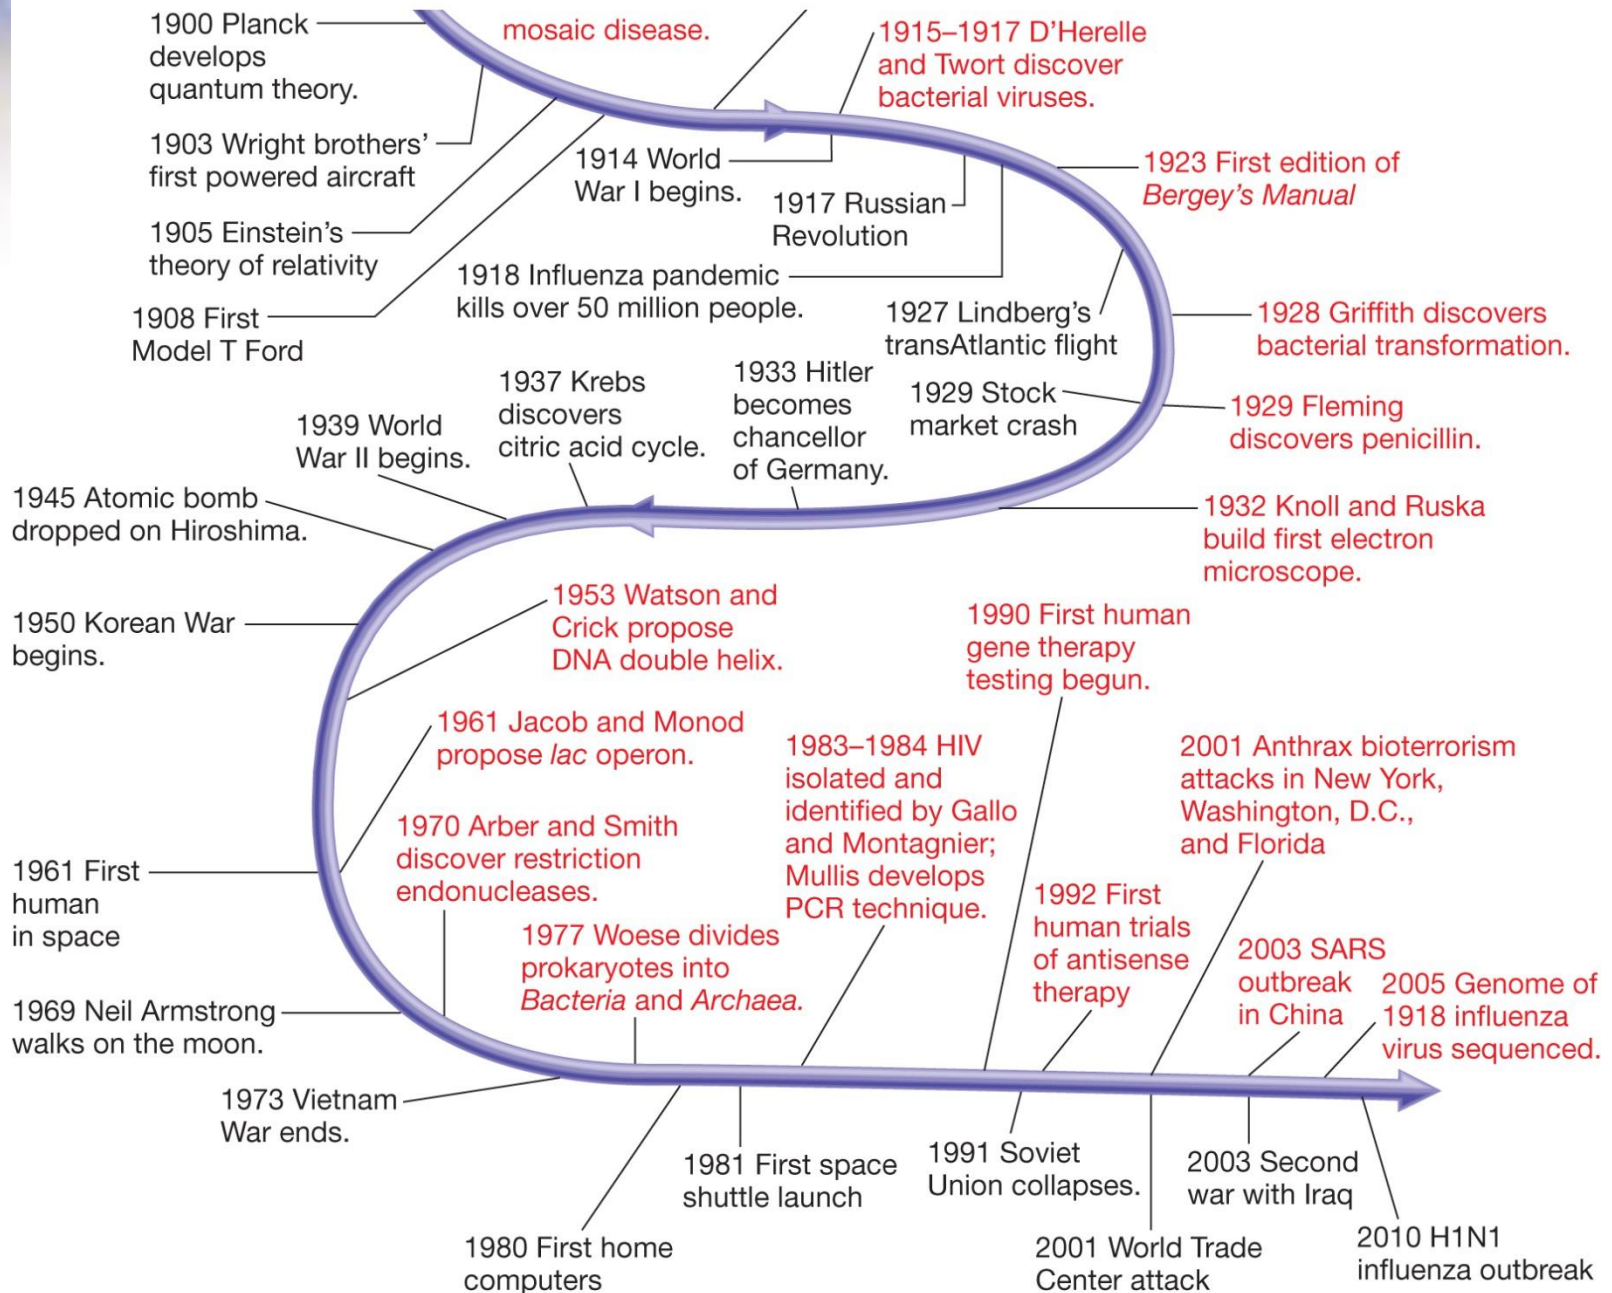 1900 Planck
develops
quantum theory.
mosaic disease.
1915–1917 D’Herelle
and Twort discover
bacterial viruses.
1903 Wright brothers’
first powered aircraft
1914 World
War I begins.
1923 First edition of
Bergey’s Manual
1917 Russian
Revolution
1905 Einstein’s
theory of relativity
1918 Influenza pandemic
kills over 50 million people.
1908 First
Model T Ford
1927 Lindberg’s
transAtlantic flight
1928 Griffith discovers
bacterial transformation.
1929 Stock
market crash
1929 Fleming
discovers penicillin.
1933 Hitler
becomes
chancellor
of Germany.
1937 Krebs
discovers
citric acid cycle.
1939 World
War II begins.
1932 Knoll and Ruska
build first electron
microscope.
1945 Atomic bomb
dropped on Hiroshima.
1950 Korean War
begins.
1953 Watson and
Crick propose
DNA double helix.
1961 Jacob and Monod
propose lac operon.
1961 First
human
in space
1970 Arber and Smith
discover restriction
endonucleases.
1969 Neil Armstrong
walks on the moon.
1977 Woese divides
prokaryotes into
Bacteria and Archaea.
1983–1984 HIV
isolated and
identified by Gallo
and Montagnier;
Mullis develops
PCR technique.
1990 First human
gene therapy
testing begun.
1992 First
human trials
of antisense
therapy
2001 Anthrax bioterrorism
attacks in New York,
Washington, D.C.,
and Florida
2003 SARS
outbreak
in China
2005 Genome of
1918 influenza
virus sequenced.
1973 Vietnam
War ends.
1980 First home
computers
1981 First space
shuttle launch
1991 Soviet
Union collapses.
2001 World Trade
Center attack
2003 Second
war with Iraq
2010 H1N1
influenza outbreak